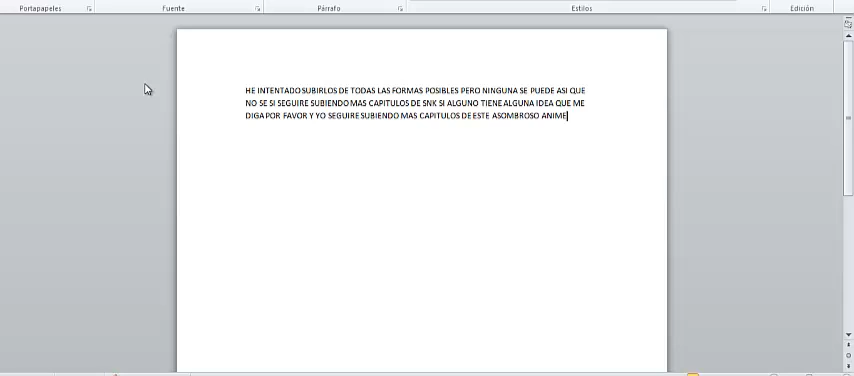 Portapapeles Fuente Párrafo Estilos Edición
HE INTENTADO SUBIRLOS DE TODAS LAS FORMAS POSIBLES PERO NINGUNA SE PUEDE ASI QUE
NO SE SI SEGUIRE SUBIENDO MAS CAPITULOS DE SNK SI ALGUNO TIENE ALGUNA IDEA QUE ME
DIGA POR FAVOR Y YO SEGUIRE SUBIENDO MAS CAPITULOS DE ESTE ASOMBROSO ANIME